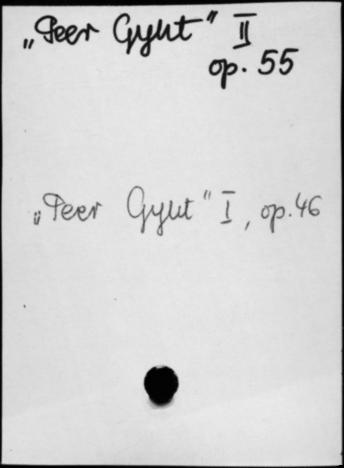 „Peer Gynt" II
op. 55
„Peer Gynt" I, op. 46